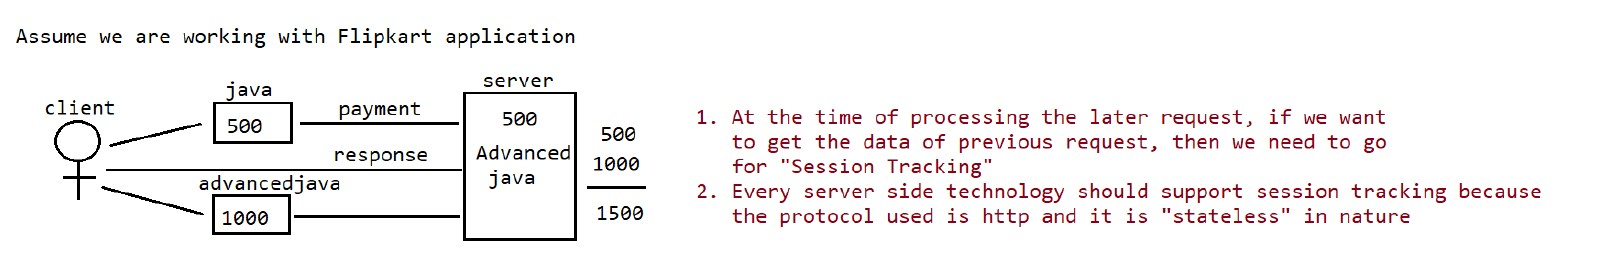 Assume we are working with Flipkart application
server
java
client
payment
500
500
500
response
Advanced
java
1000
advancedjava
1000
1500
1. At the time of processing the later request, if we want
to get the data of previous request, then we need to go
for "Session Tracking"
2. Every server side technology should support session tracking because
the protocol used is http and it is "stateless" in nature